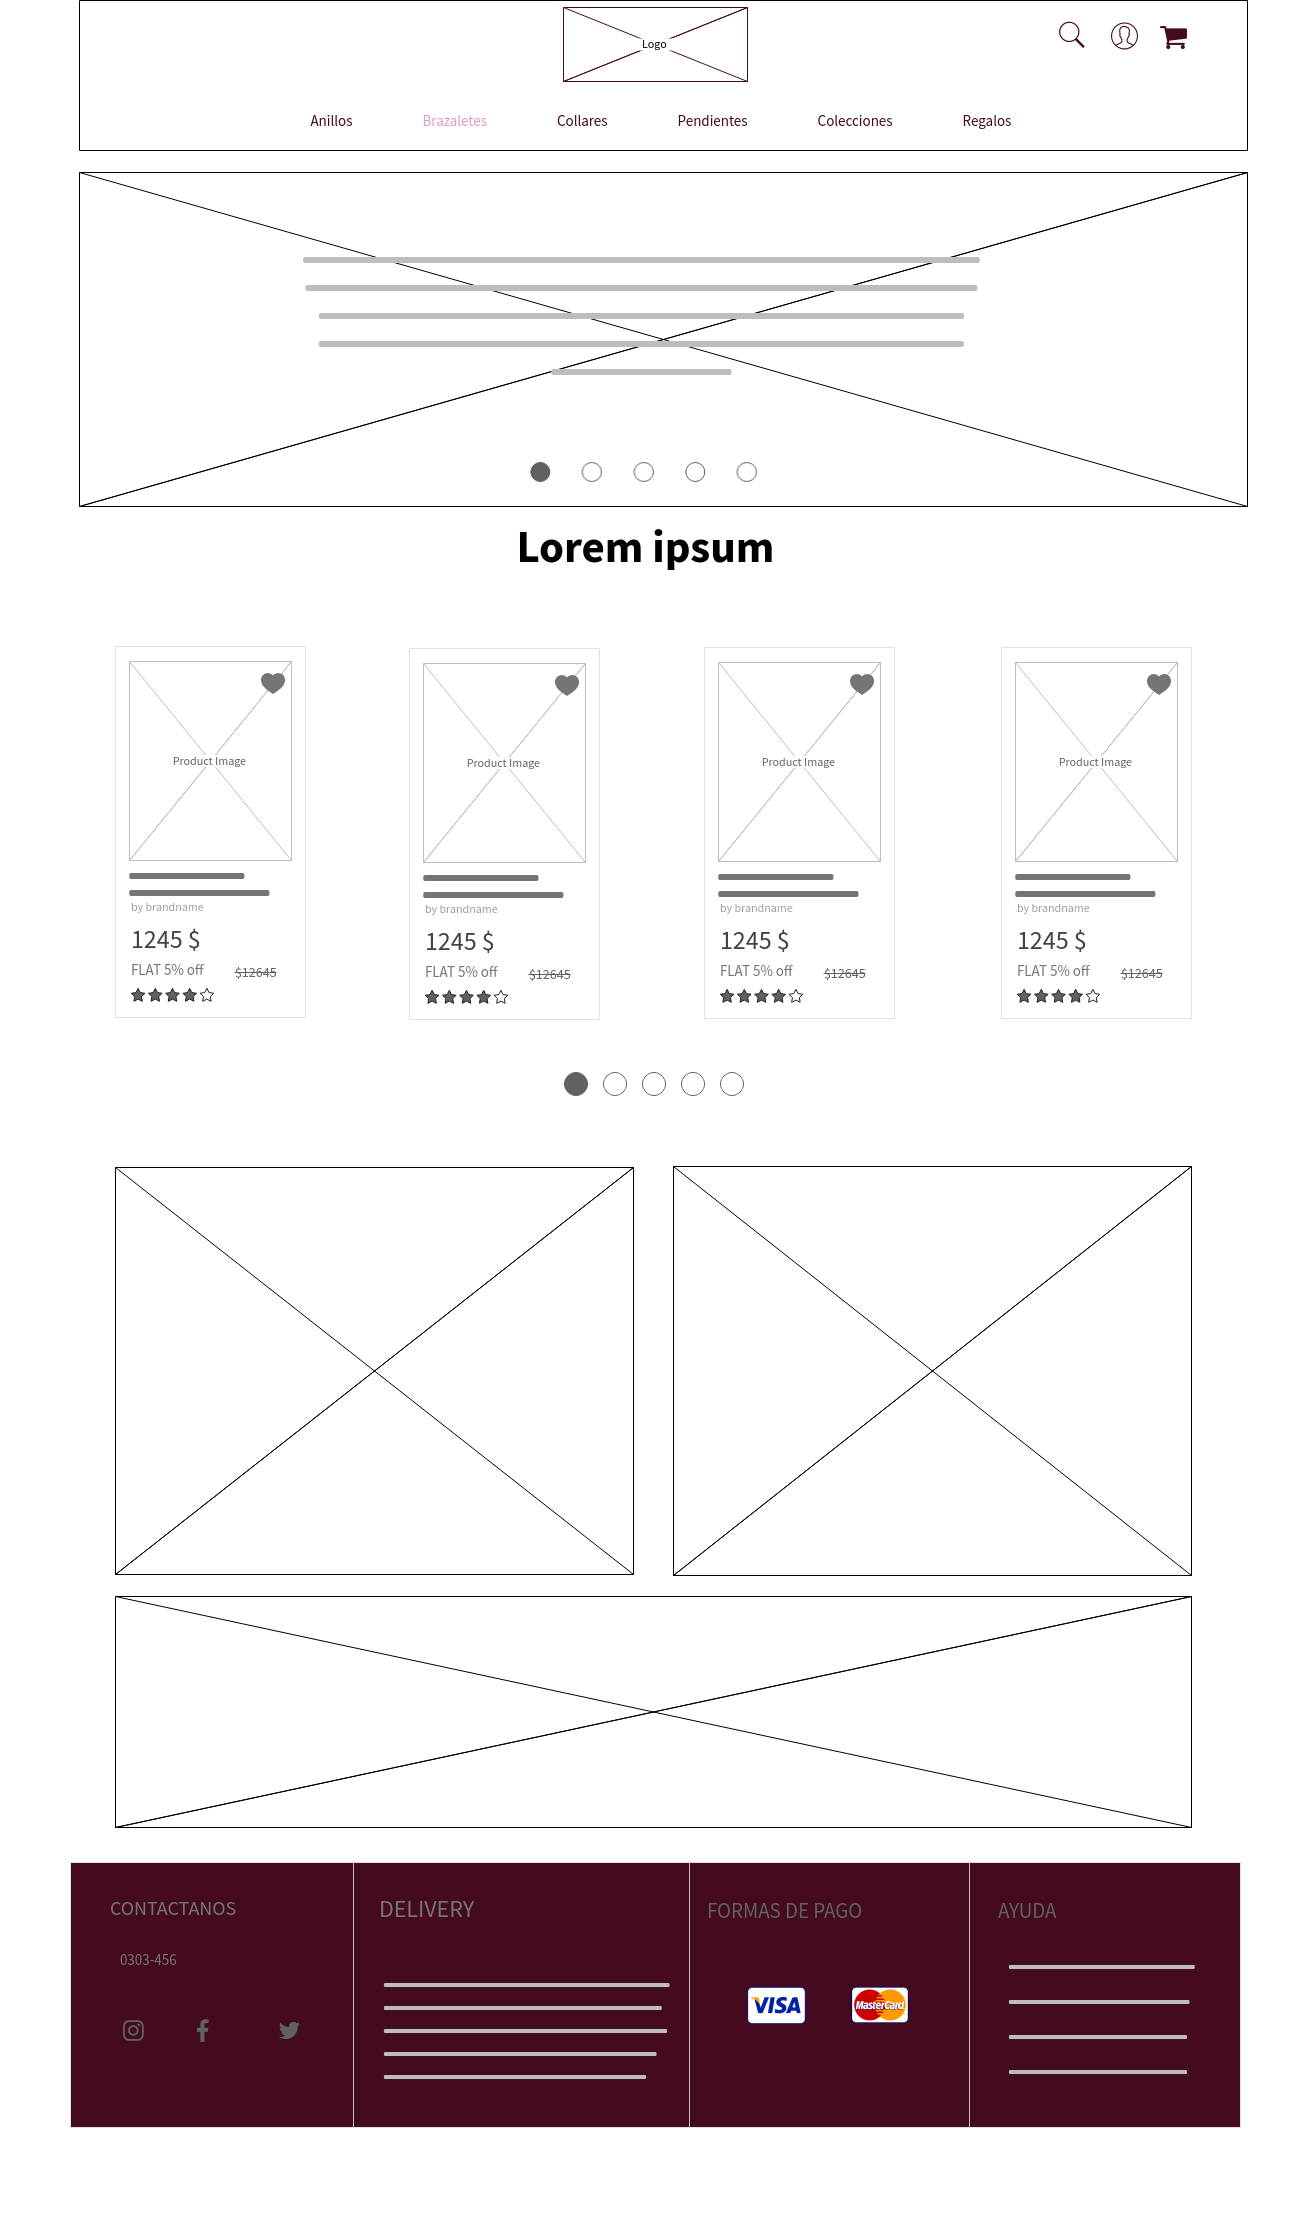 Logo
Anillos Brazaletes Collares Pendientes Colecciones Regalos
Lorem ipsum
Product Image Product Image Product Image Product Image
by brandname by brandname by brandname by brandname
1245 $ 1245 $ 1245 $ 1245 $
FLAT 5% off $12645 FLAT 5% off $12645 FLAT 5% off $12645 FLAT 5% off $12645
CONTACTANOS DELIVERY FORMAS DE PAGO AYUDA
0303-456
VISA MasterCard